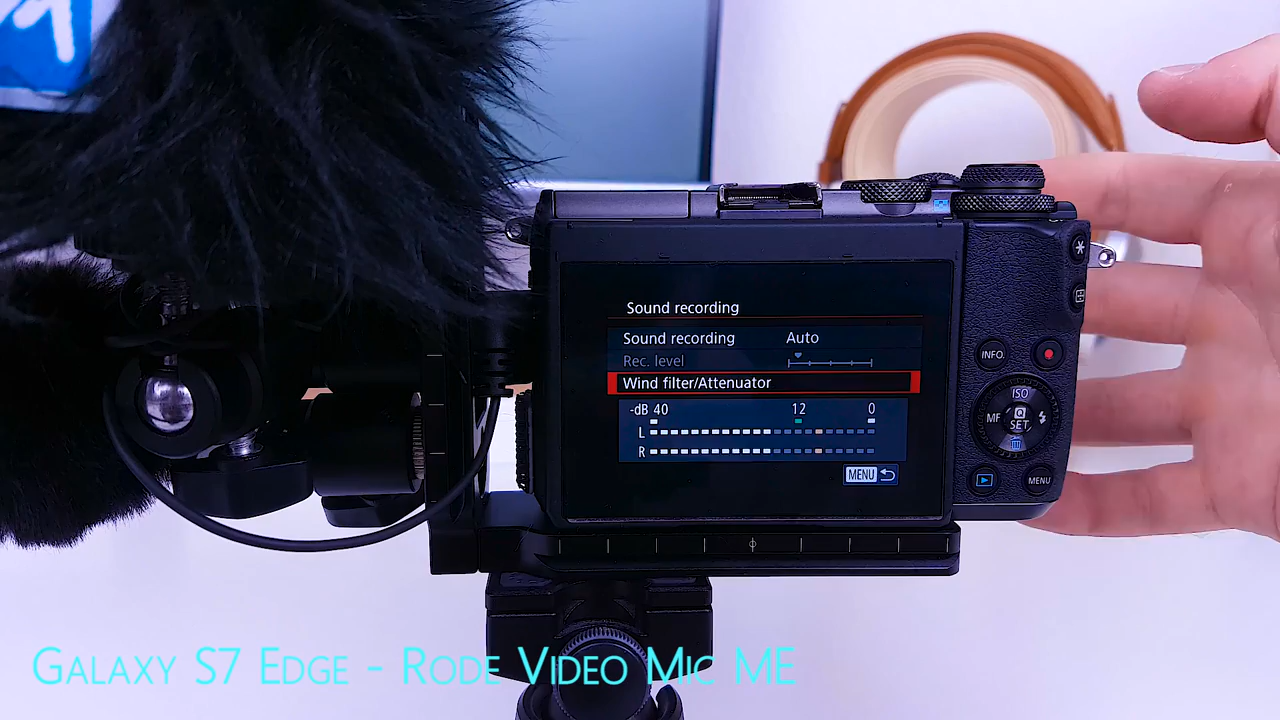 Sound recording
Sound recording Auto
Rec. level
Wind filter/Attenuator
-dB 40 12 0
L
R
MENU
INFO.
ISO
MF
Q
SET
MENU
Galaxy S7 Edge - Rode Video Mic ME